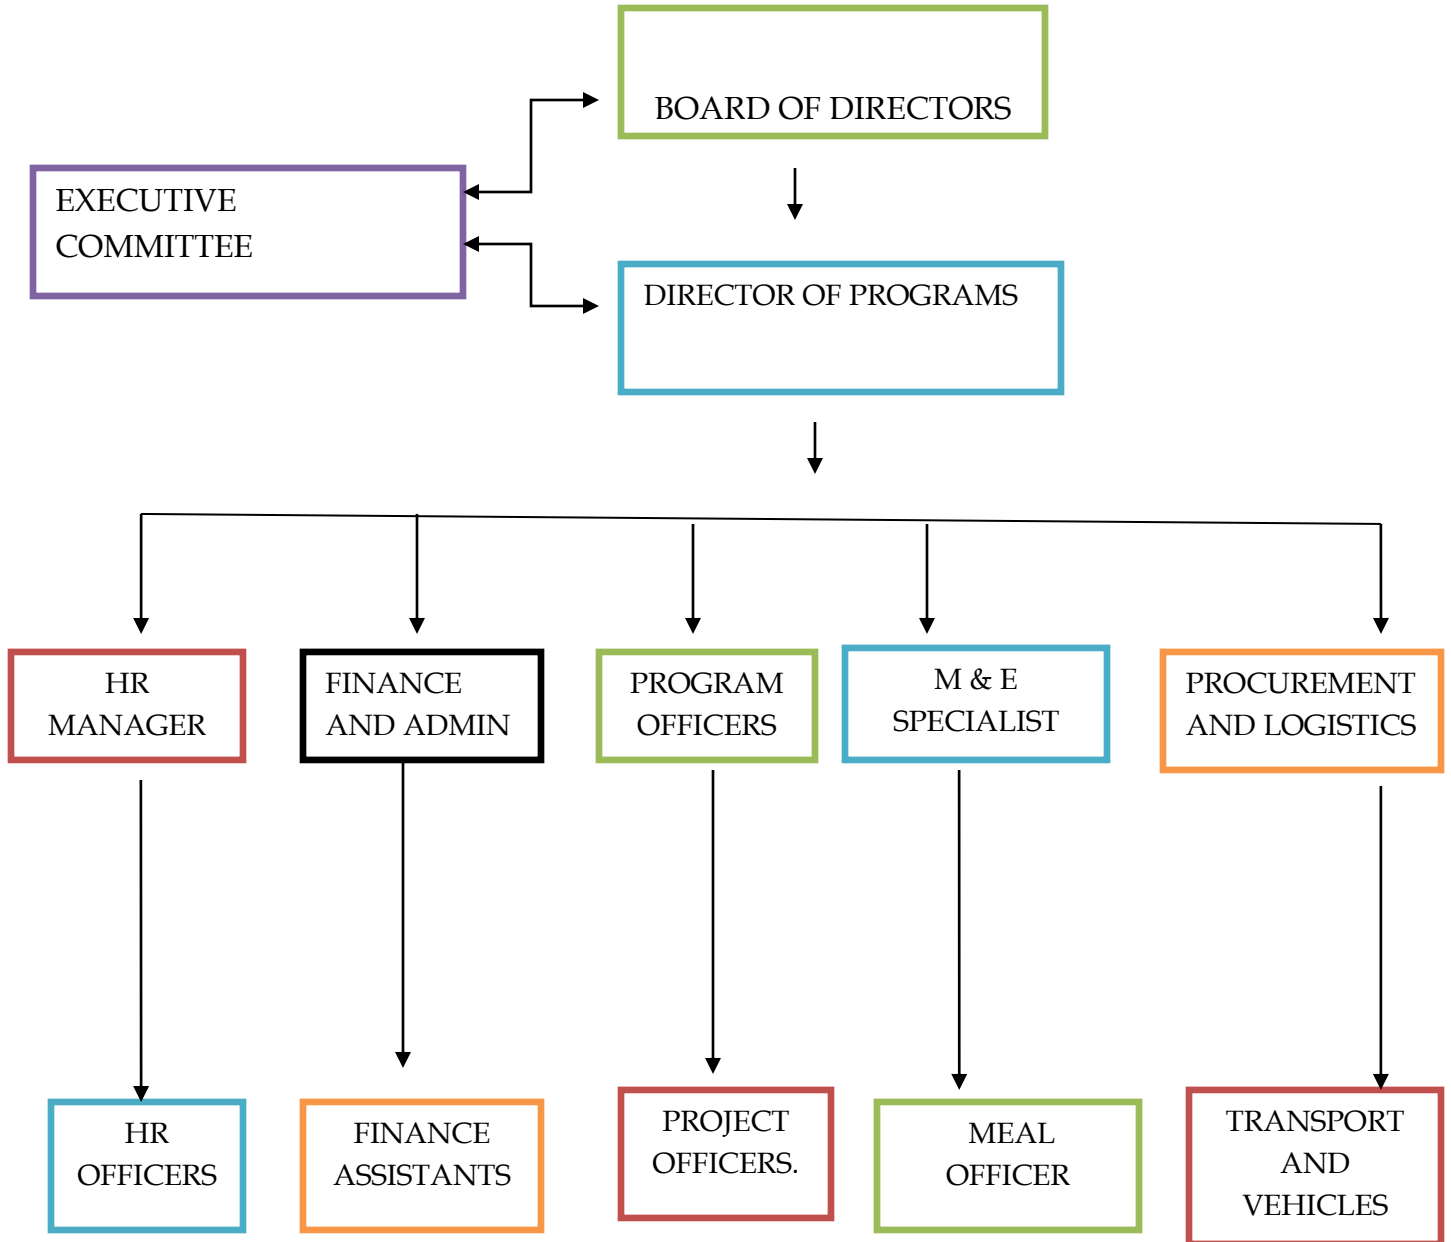 BOARD OF DIRECTORS
EXECUTIVE
COMMITTEE
DIRECTOR OF PROGRAMS
HR
MANAGER
FINANCE
AND ADMIN
PROGRAM
OFFICERS
M & E
SPECIALIST
PROCUREMENT
AND LOGISTICS
HR
OFFICERS
FINANCE
ASSISTANTS
PROJECT
OFFICERS.
MEAL
OFFICER
TRANSPORT
AND
VEHICLES